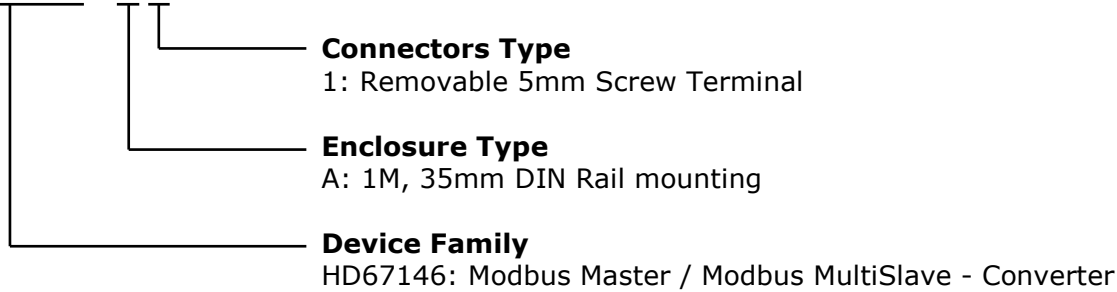 Connectors Type
1: Removable 5mm Screw Terminal
Enclosure Type
A: 1M, 35mm DIN Rail mounting
Device Family
HD67146: Modbus Master / Modbus MultiSlave - Converter